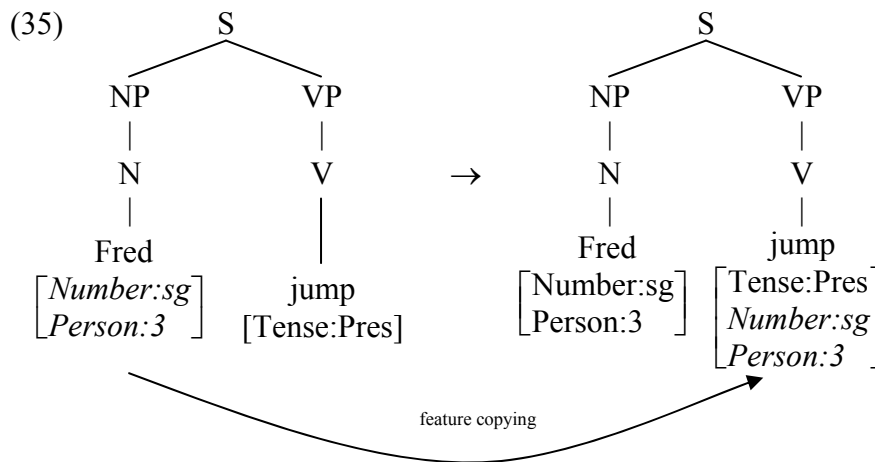 (35) S S
NP VP NP VP
N V → N V
Fred Fred jump
[Number:sg] jump [Number:sg] [Tense:Pres]
[Person:3] [Tense:Pres] [Person:3] [Number:sg]
[Person:3]
feature copying